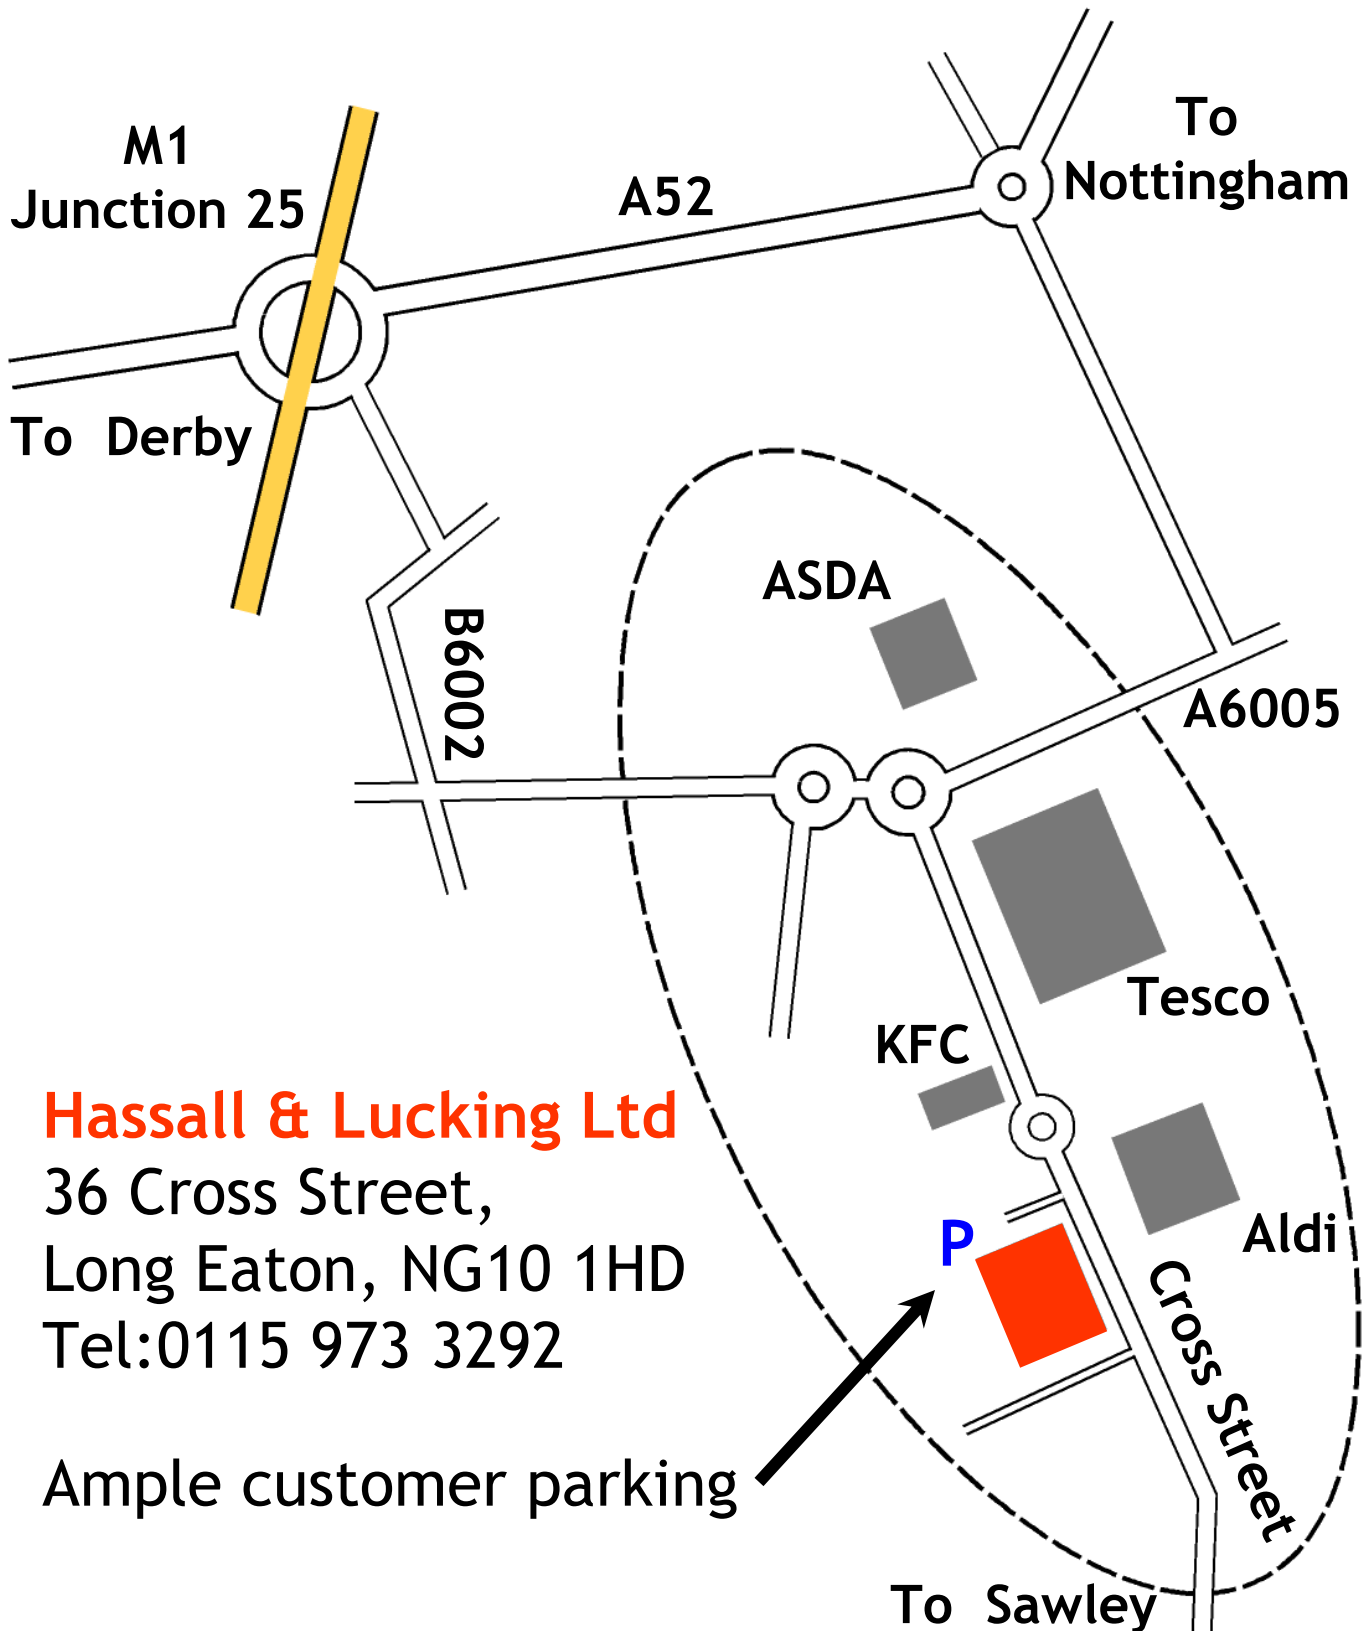 M1
Junction 25
A52
To
Nottingham
To Derby
B6002
ASDA
A6005
Tesco
KFC
Hassall & Lucking Ltd
36 Cross Street,
Long Eaton, NG10 1HD
Tel:0115 973 3292
P
Aldi
Cross Street
Ample customer parking
To Sawley